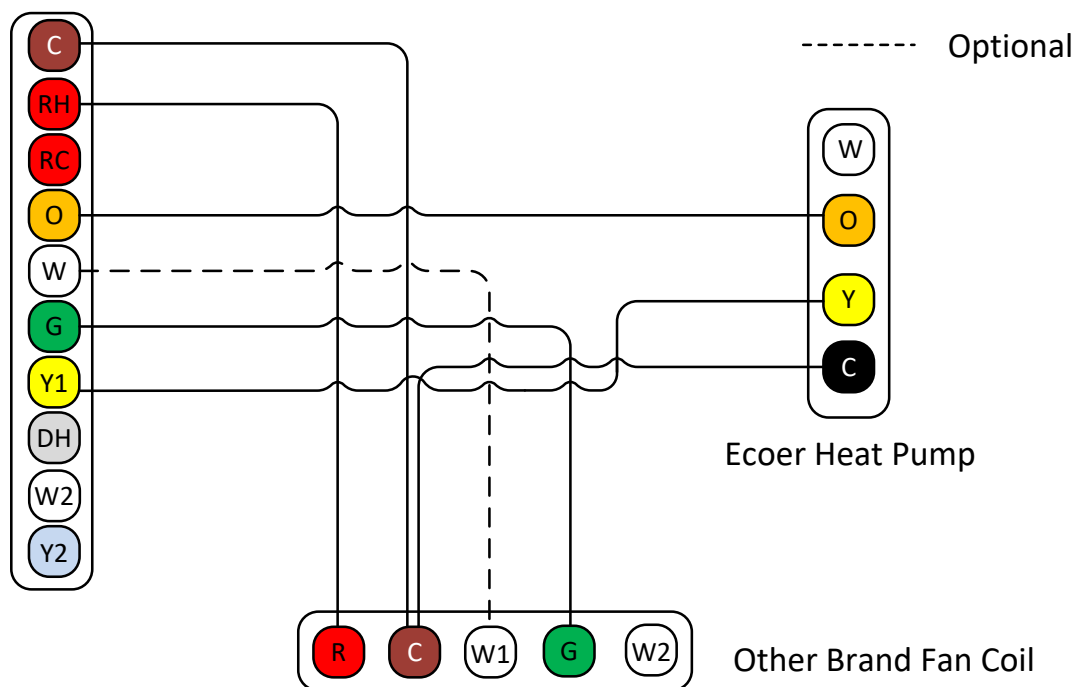 C
RH
RC
O
W
G
Y1
DH
W2
Y2
Optional
W
O
Y
C
Ecoer Heat Pump
R C W1 G W2
Other Brand Fan Coil